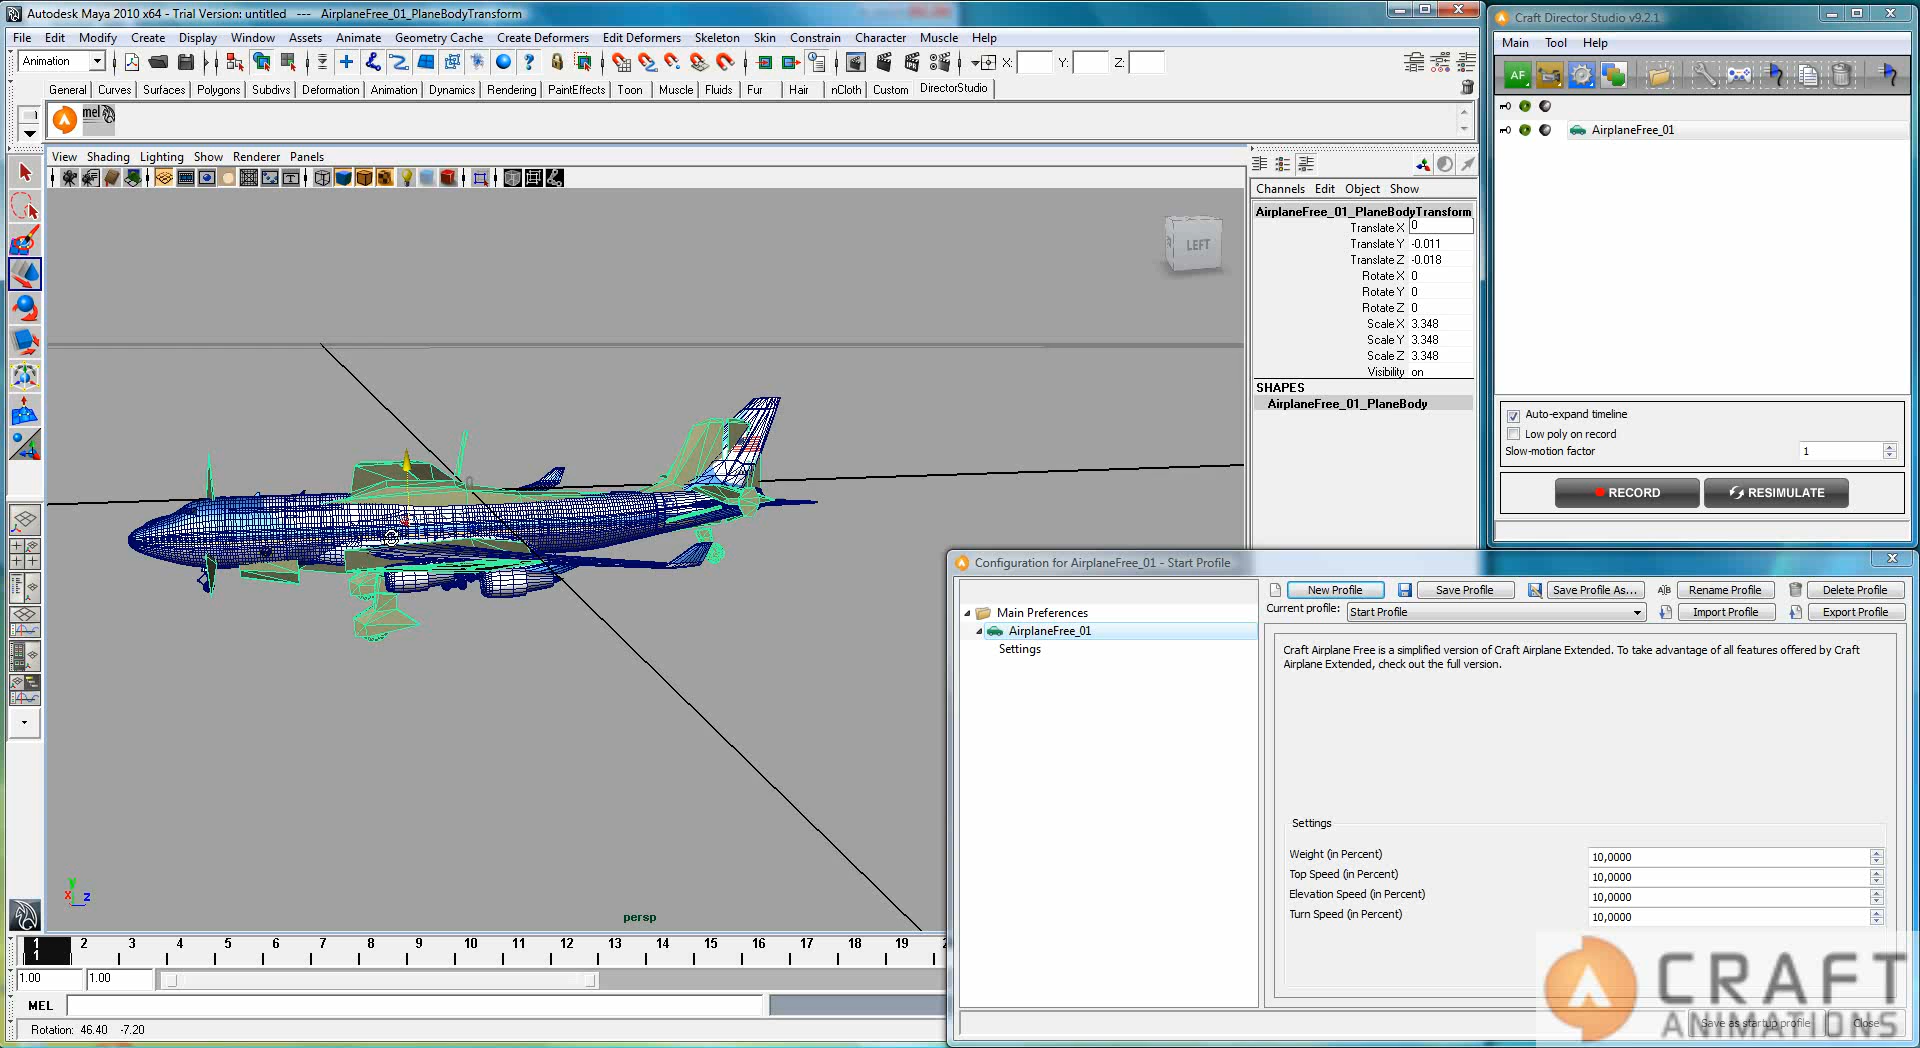 Autodesk Maya 2010 x64 - Trial Version: untitled --- AirplaneFree_01_PlaneBodyTransform
File Edit Modify Create Display Window Assets Animate Geometry Cache Create Deformers Edit Deformers Skeleton Skin Constrain Character Muscle Help
Animation X: Y: Z:
General Curves Surfaces Polygons Subdivs Deformation Animation Dynamics Rendering PaintEffects Toon Muscle Fluids Fur Hair nCloth Custom DirectorStudio
mel
View Shading Lighting Show Renderer Panels
LEFT
persp
y
x z
Channels Edit Object Show
AirplaneFree_01_PlaneBodyTransform
Translate X 0
Translate Y -0.011
Translate Z -0.018
Rotate X 0
Rotate Y 0
Rotate Z 0
Scale X 3.348
Scale Y 3.348
Scale Z 3.348
Visibility on
SHAPES
AirplaneFree_01_PlaneBody
Craft Director Studio v9.2.1
Main Tool Help
AF
AirplaneFree_01
Auto-expand timeline
Low poly on record
Slow-motion factor 1
RECORD RESIMULATE
Configuration for AirplaneFree_01 - Start Profile
Main Preferences
AirplaneFree_01
Settings
New Profile Save Profile Save Profile As... Rename Profile Delete Profile
Current profile: Start Profile Import Profile Export Profile
Craft Airplane Free is a simplified version of Craft Airplane Extended. To take advantage of all features offered by Craft
Airplane Extended, check out the full version.
Settings
Weight (in Percent) 10,0000
Top Speed (in Percent) 10,0000
Elevation Speed (in Percent) 10,0000
Turn Speed (in Percent) 10,0000
Save as startup profile Close
CRAFT
ANIMATIONS
1 2 3 4 5 6 7 8 9 10 11 12 13 14 15 16 17 18 19
1
1.00 1.00
MEL
Rotation: 46.40 -7.20